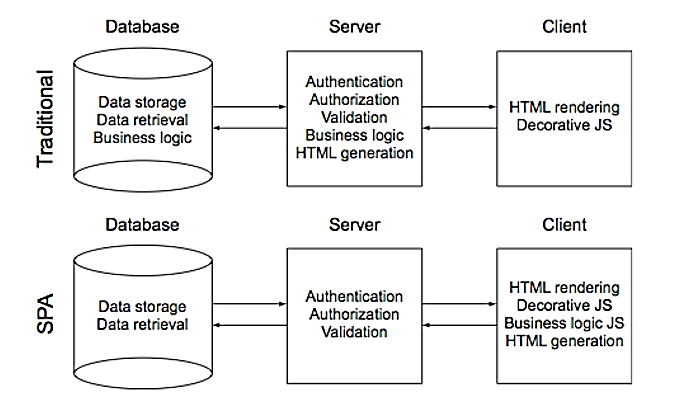 Traditional
Database
Server
Client
Data storage
Data retrieval
Business logic
Authentication
Authorization
Validation
Business logic
HTML generation
HTML rendering
Decorative JS
SPA
Database
Server
Client
Data storage
Data retrieval
Authentication
Authorization
Validation
HTML rendering
Decorative JS
Business logic JS
HTML generation